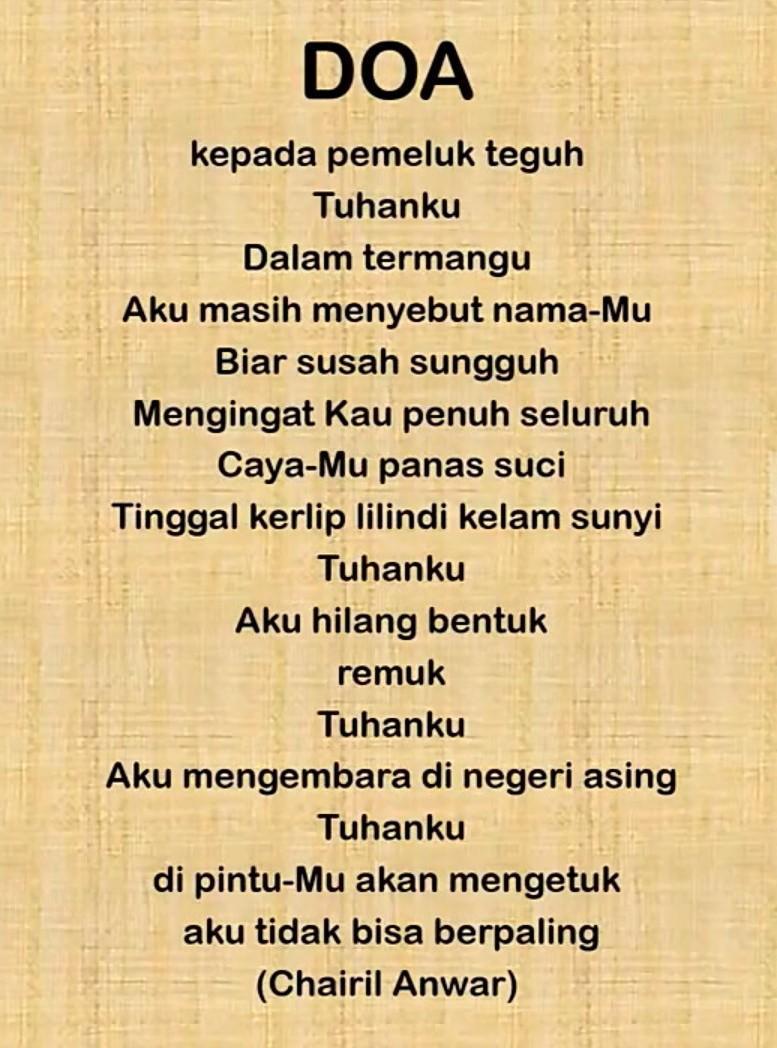 DOA
kepada pemeluk teguh
Tuhanku
Dalam termangu
Aku masih menyebut nama-Mu
Biar susah sungguh
Mengingat Kau penuh seluruh
Caya-Mu panas suci
Tinggal kerlip lilindi kelam sunyi
Tuhanku
Aku hilang bentuk
remuk
Tuhanku
Aku mengembara di negeri asing
Tuhanku
di pintu-Mu akan mengetuk
aku tidak bisa berpaling
(Chairil Anwar)